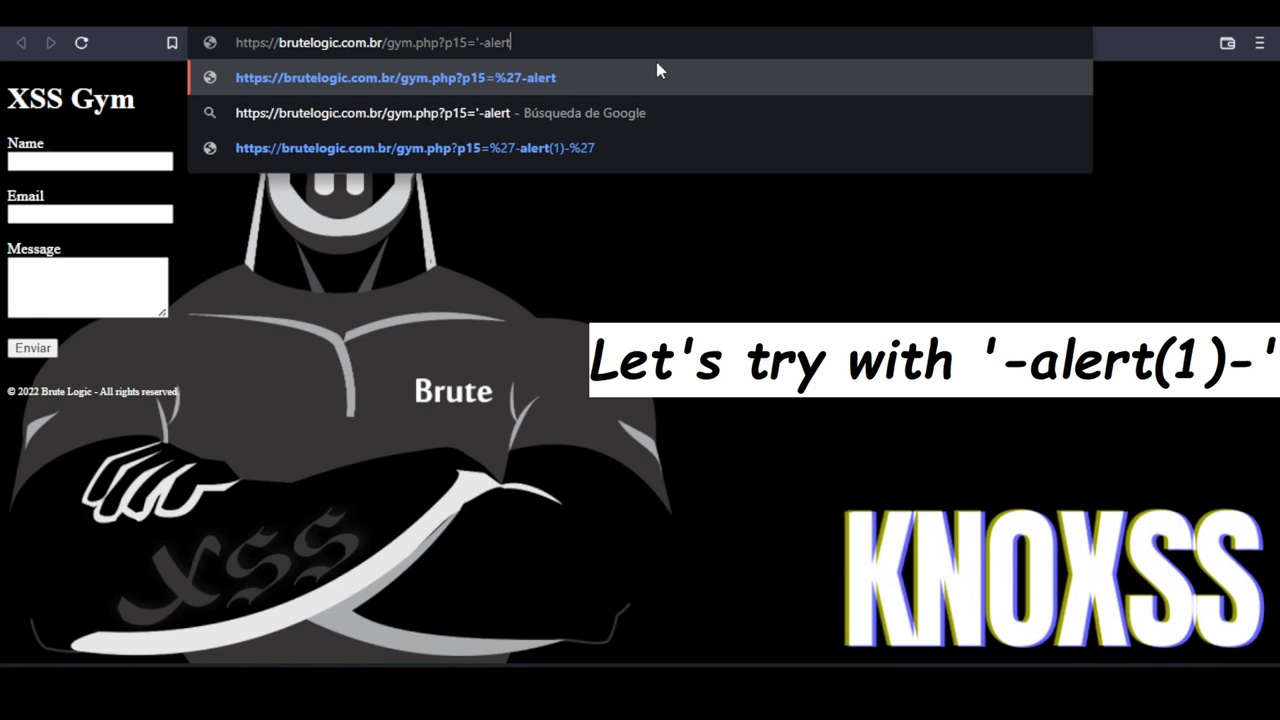 https://brutelogic.com.br/gym.php?p15='-alert
https://brutelogic.com.br/gym.php?p15=%27-alert
https://brutelogic.com.br/gym.php?p15='-alert - Búsqueda de Google
https://brutelogic.com.br/gym.php?p15=%27-alert(1)-%27
XSS Gym
Name
Email
Message
Enviar
© 2022 Brute Logic - All rights reserved.
Let's try with '-alert(1)-'
Brute
XSS
KNOXSS